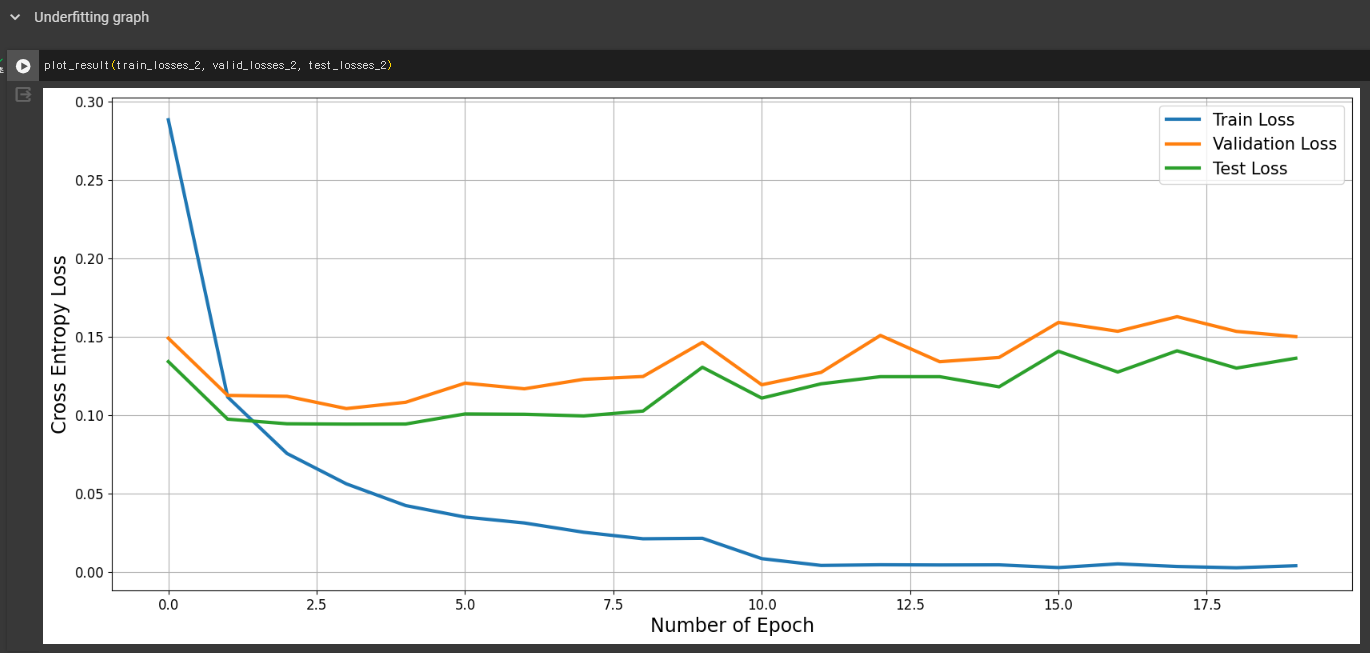 Underfitting graph
plot_result(train_losses_2, valid_losses_2, test_losses_2)
Train Loss
Validation Loss
Test Loss
Cross Entropy Loss
0.30
0.25
0.20
0.15
0.10
0.05
0.00
0.0 2.5 5.0 7.5 10.0 12.5 15.0 17.5
Number of Epoch